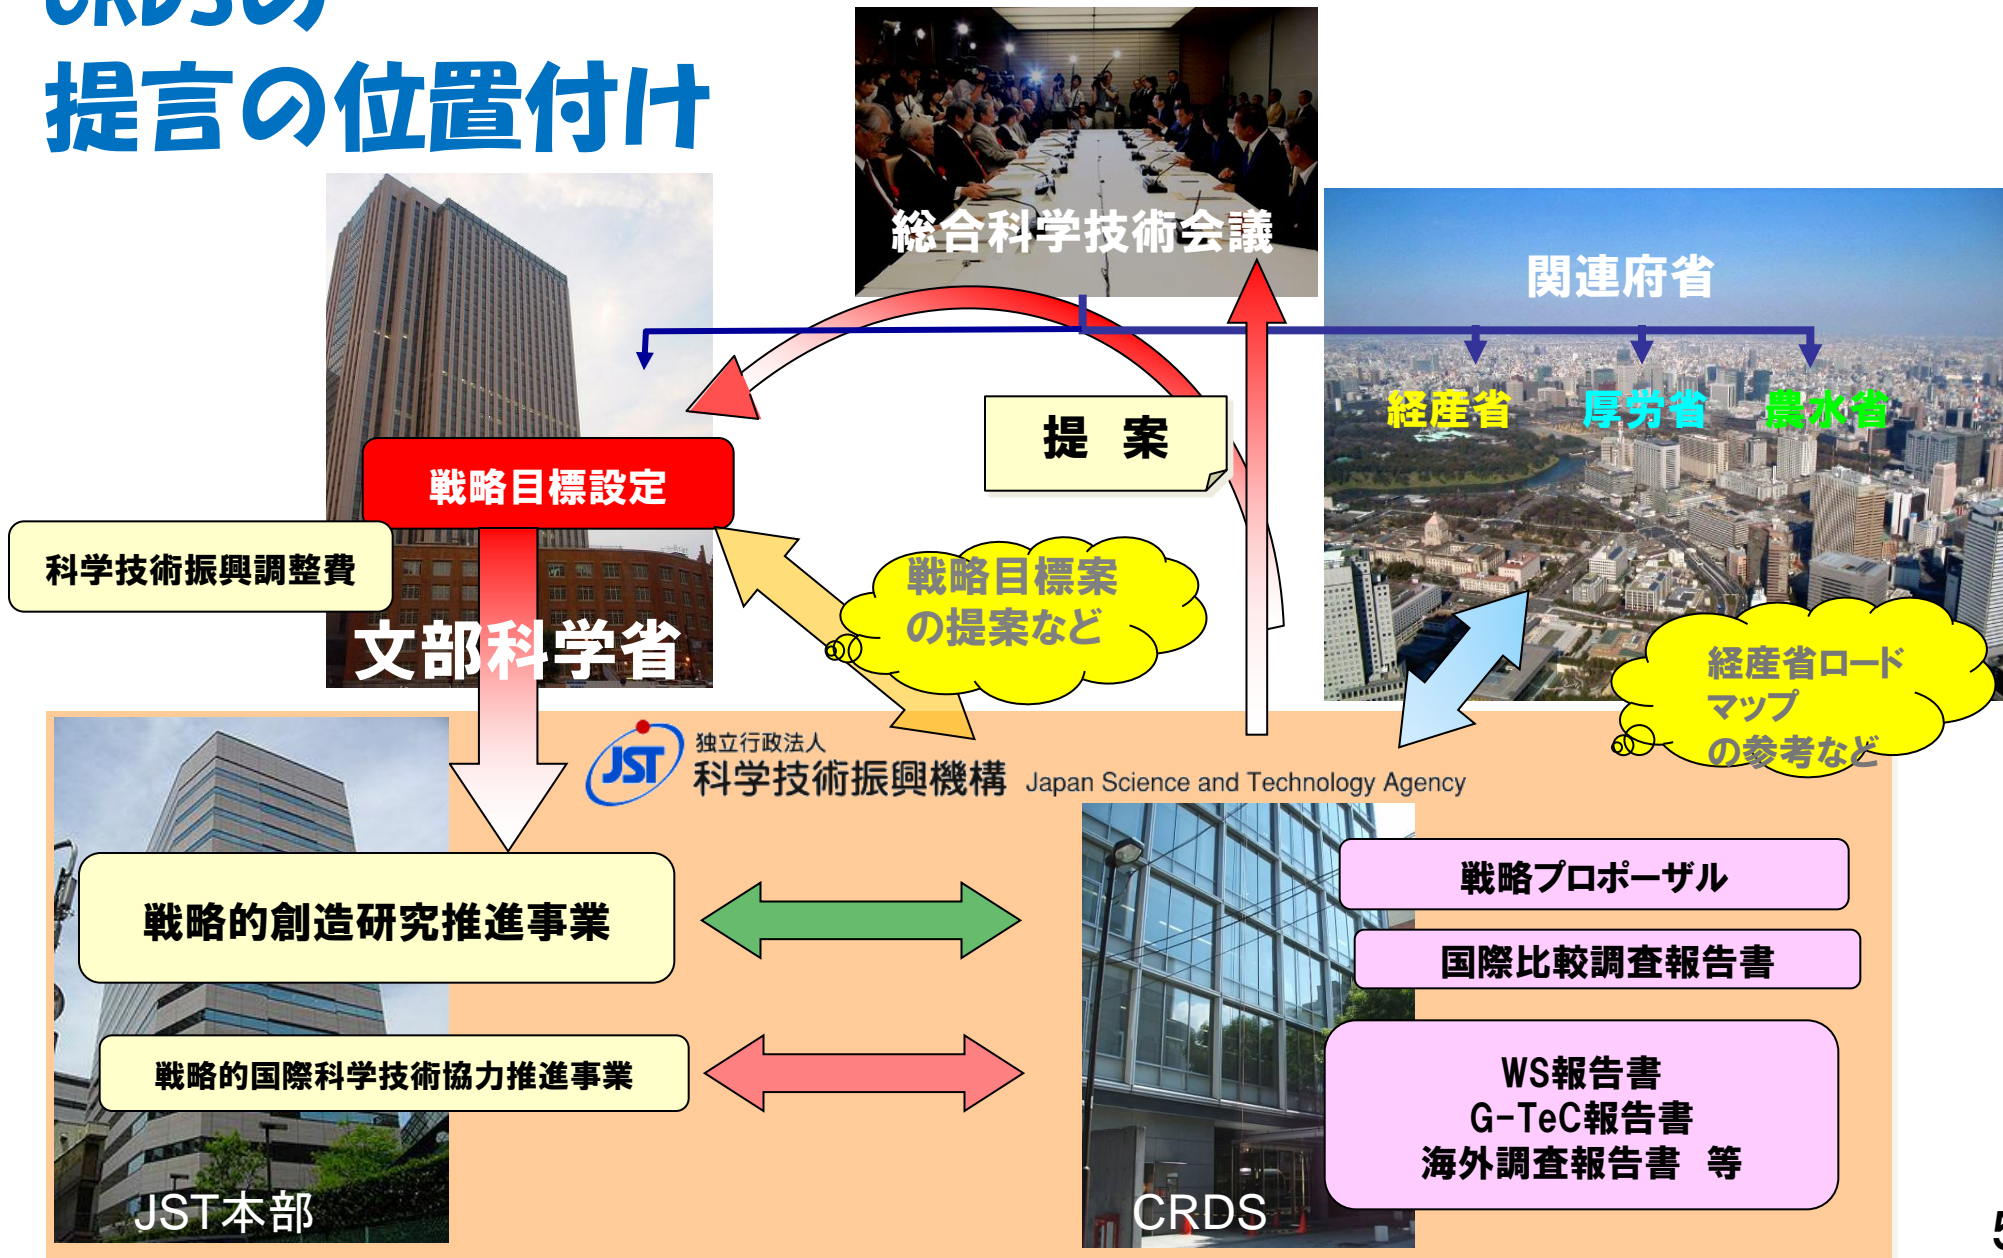 CRDSの
提言の位置付け
総合科学技術会議
関連府省
経産省
厚労省
農水省
提 案
戦略目標設定
科学技術振興調整費
文部科学省
戦略目標案
の提案など
経産省ロード
マップ
の参考など
JST
独立行政法人
科学技術振興機構 Japan Science and Technology Agency
戦略的創造研究推進事業
戦略的国際科学技術協力推進事業
JST本部
CRDS
戦略プロポーザル
国際比較調査報告書
WS報告書
G-TeC報告書
海外調査報告書 等
5